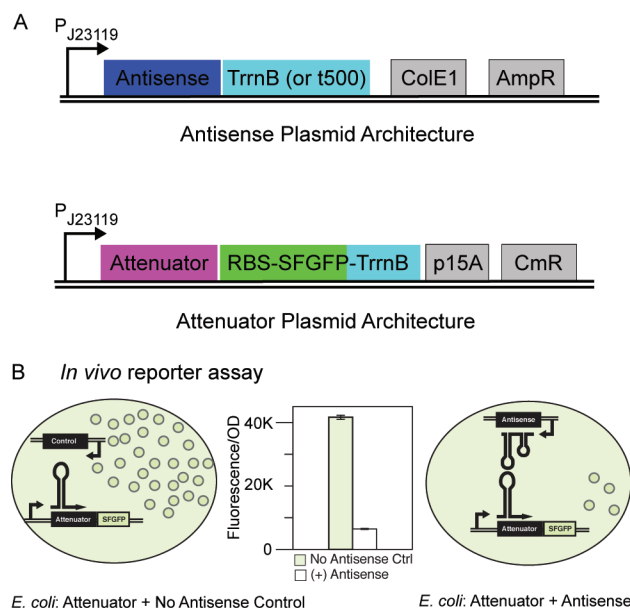 A
PJ23119
Antisense TrrnB (or t500) ColE1 AmpR
Antisense Plasmid Architecture
PJ23119
Attenuator RBS-SFGFP-TrrnB p15A CmR
Attenuator Plasmid Architecture
B In vivo reporter assay
Control
Attenuator SFGFP
Fluorescence/OD
40K
20K
0
No Antisense Ctrl
(+) Antisense
Antisense
Attenuator SFGFP
E. coli: Attenuator + No Antisense Control
E. coli: Attenuator + Antisense